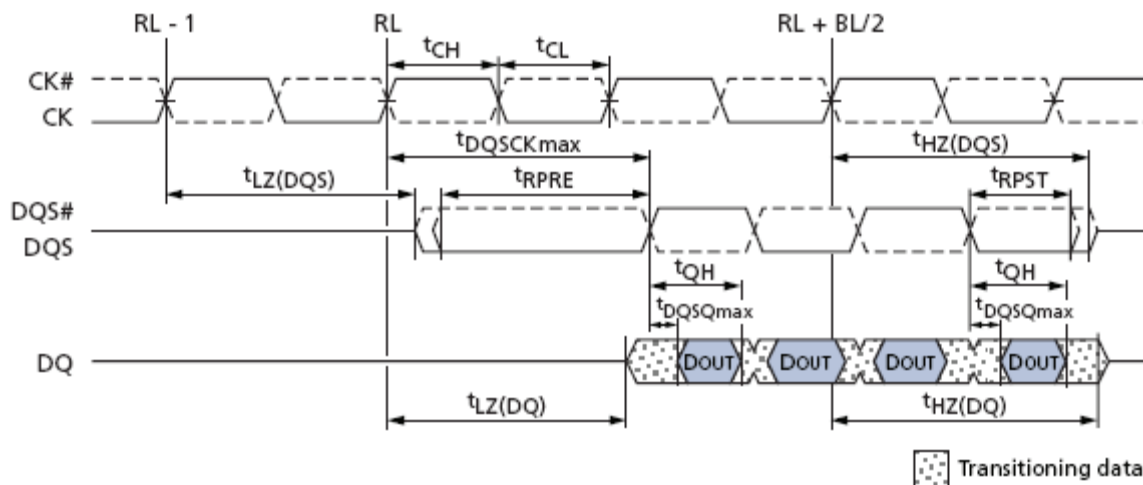 RL - 1
RL
RL + BL/2
tCH
tCL
CK#
CK
tDQSCKmax
tHZ(DQS)
tLZ(DQS)
tRPRE
tRPST
DQS#
DQS
tQH
tQH
tDQSQmax
tDQSQmax
DQ
DOUT
DOUT
DOUT
DOUT
tLZ(DQ)
tHZ(DQ)
Transitioning data